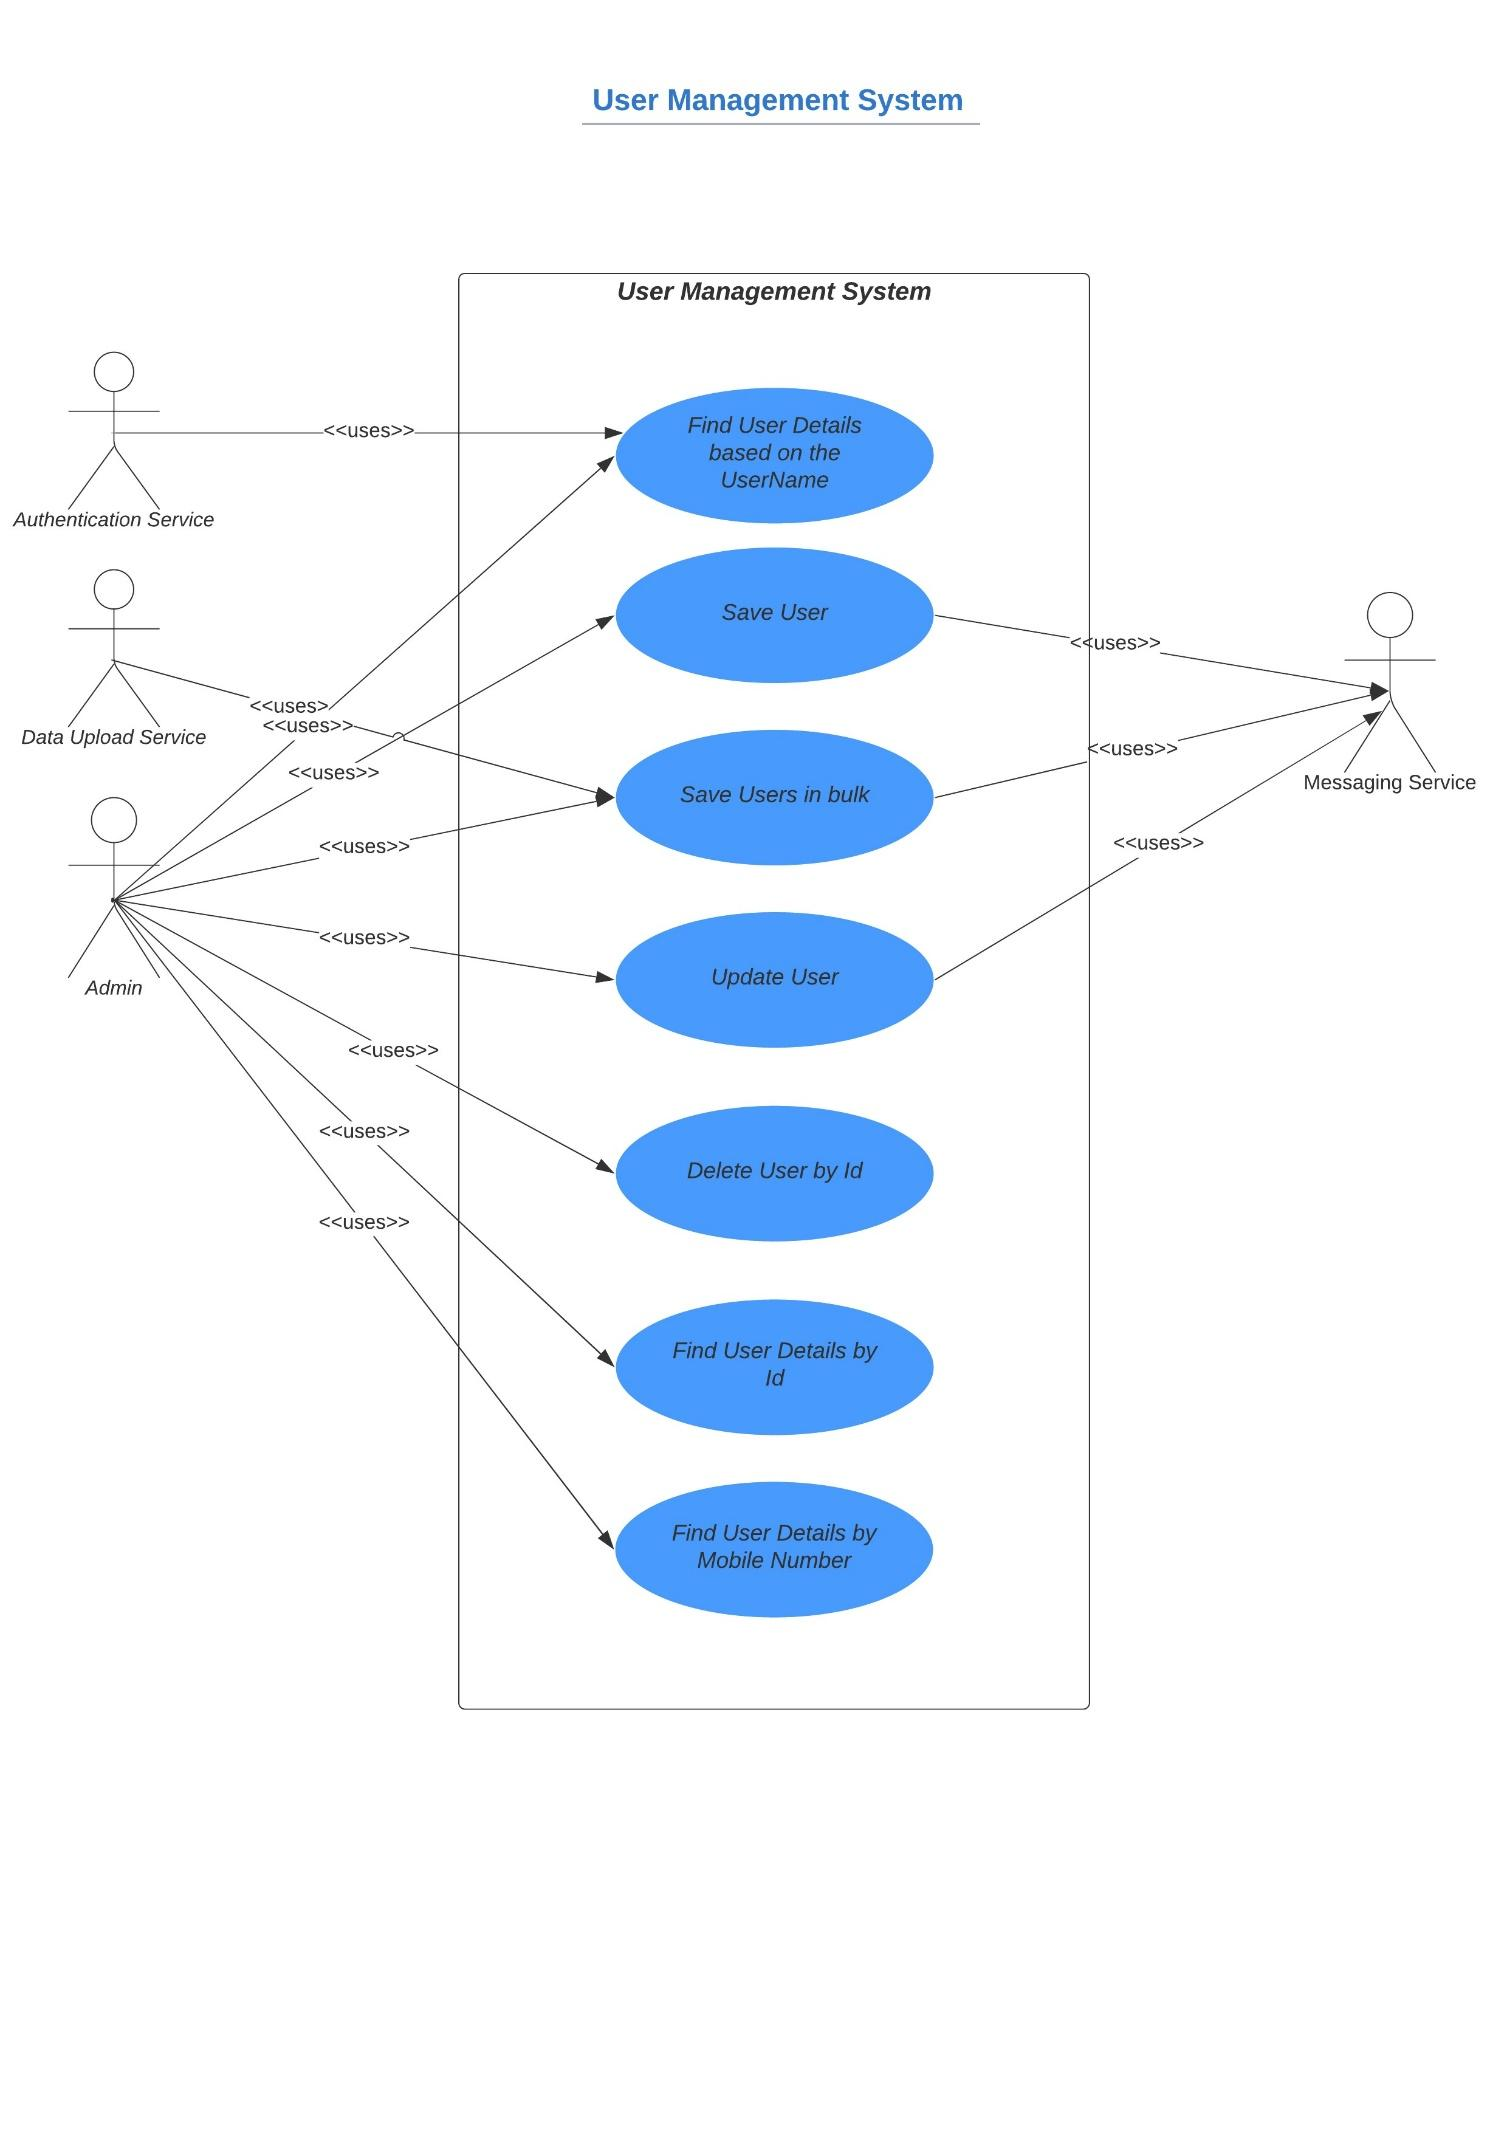 User Management System
User Management System
<<uses>>
Find User Details
based on the
UserName
Authentication Service
Save User
<<uses>>
<<uses>
<<uses>>
Data Upload Service
<<uses>>
<<uses>>
Messaging Service
Save Users in bulk
<<uses>>
<<uses>>
<<uses>>
Update User
Admin
<<uses>>
<<uses>>
Delete User by Id
<<uses>>
Find User Details by
Id
Find User Details by
Mobile Number